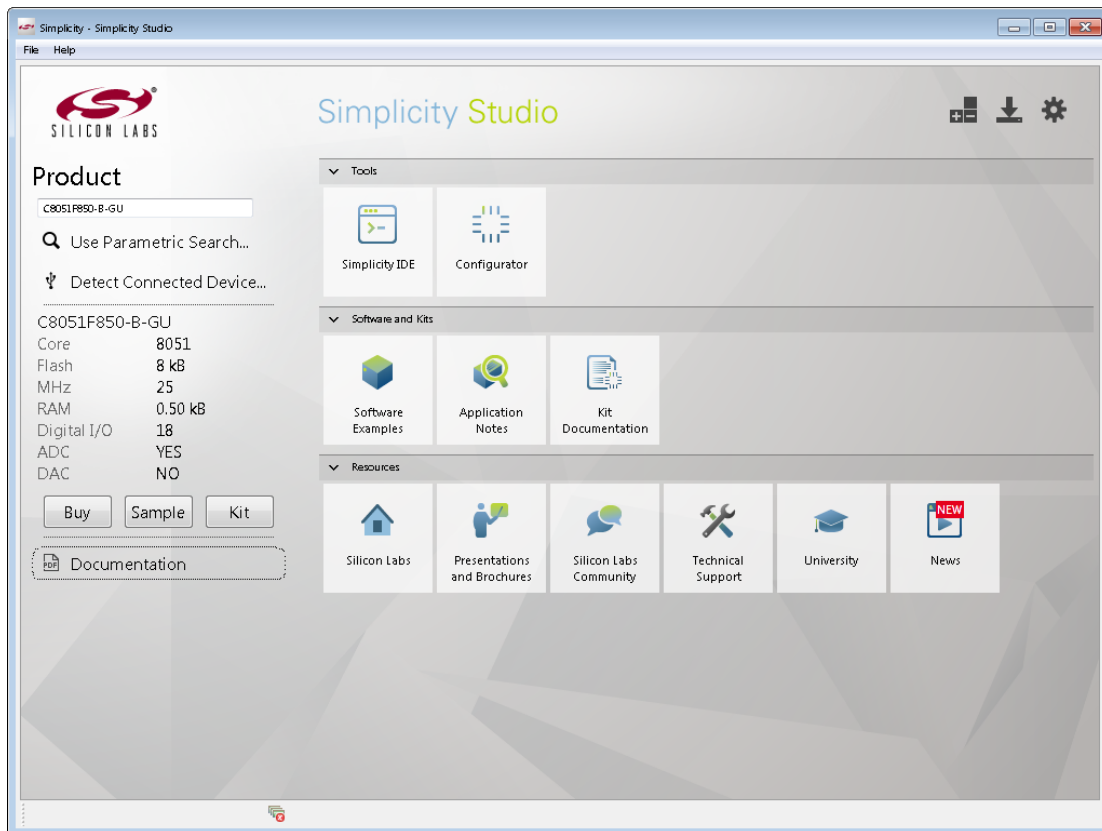 Simplicity - Simplicity Studio
File Help
SILICON LABS
Simplicity Studio
Product
C8051F850-B-GU
Use Parametric Search...
Detect Connected Device...
C8051F850-B-GU
Core 8051
Flash 8 kB
MHz 25
RAM 0.50 kB
Digital I/O 18
ADC YES
DAC NO
Buy Sample Kit
PDF Documentation
Tools
Simplicity IDE
Configurator
Software and Kits
Software
Examples
Application
Notes
Kit
Documentation
Resources
Silicon Labs
Presentations
and Brochures
Silicon Labs
Community
Technical
Support
University
NEW
News